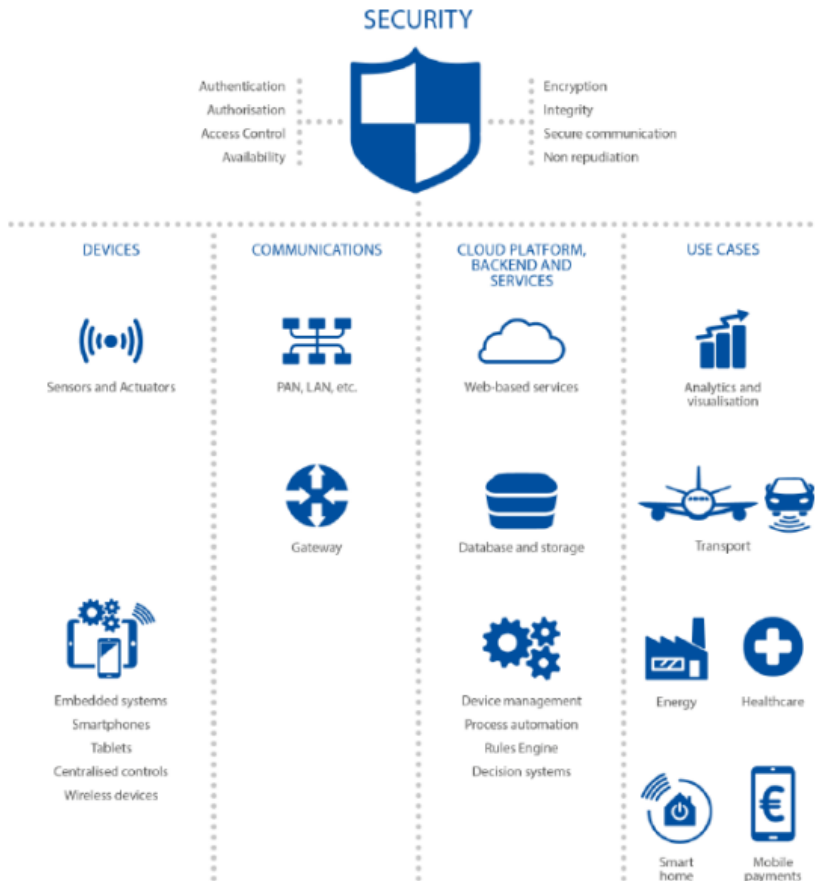 SECURITY
Authentication
Authorisation
Access Control
Availability
Encryption
Integrity
Secure communication
Non repudiation
DEVICES
Sensors and Actuators
Embedded systems
Smartphones
Tablets
Centralised controls
Wireless devices
COMMUNICATIONS
PAN, LAN, etc.
Gateway
CLOUD PLATFORM,
BACKEND AND
SERVICES
Web-based services
Database and storage
Device management
Process automation
Rules Engine
Decision systems
USE CASES
Analytics and
visualisation
Transport
Energy
Healthcare
Smart
home
€
Mobile
payments